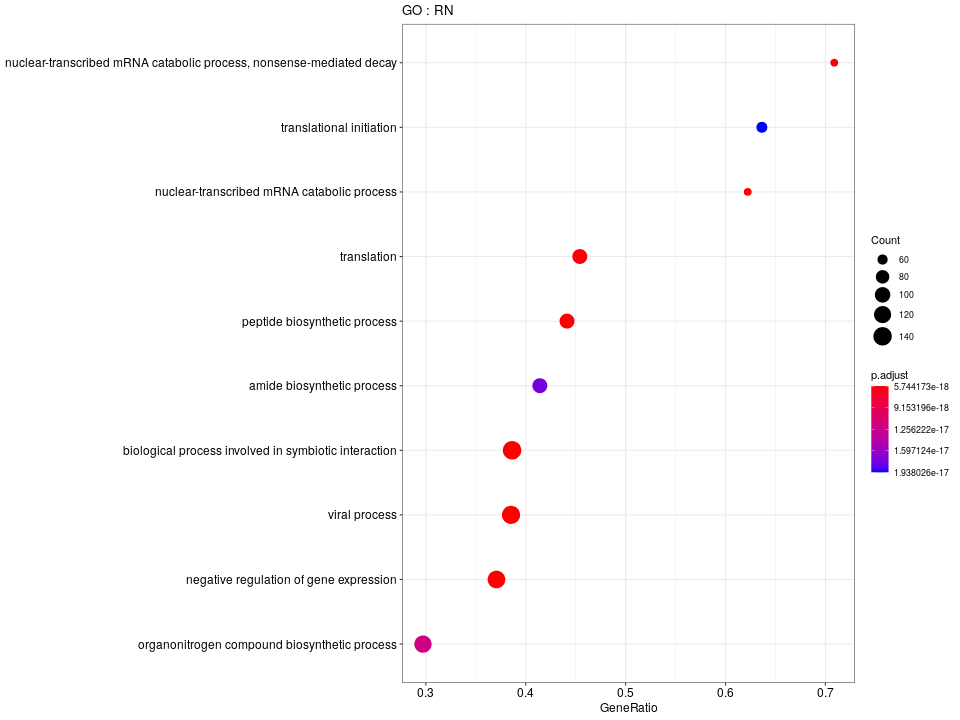 GO : RN
nuclear-transcribed mRNA catabolic process, nonsense-mediated decay
translational initiation
nuclear-transcribed mRNA catabolic process
translation
peptide biosynthetic process
amide biosynthetic process
biological process involved in symbiotic interaction
viral process
negative regulation of gene expression
organonitrogen compound biosynthetic process
0.3 0.4 0.5 0.6 0.7
GeneRatio
Count
60
80
100
120
140
p.adjust
5.744173e-18
9.153196e-18
1.256222e-17
1.597124e-17
1.938026e-17